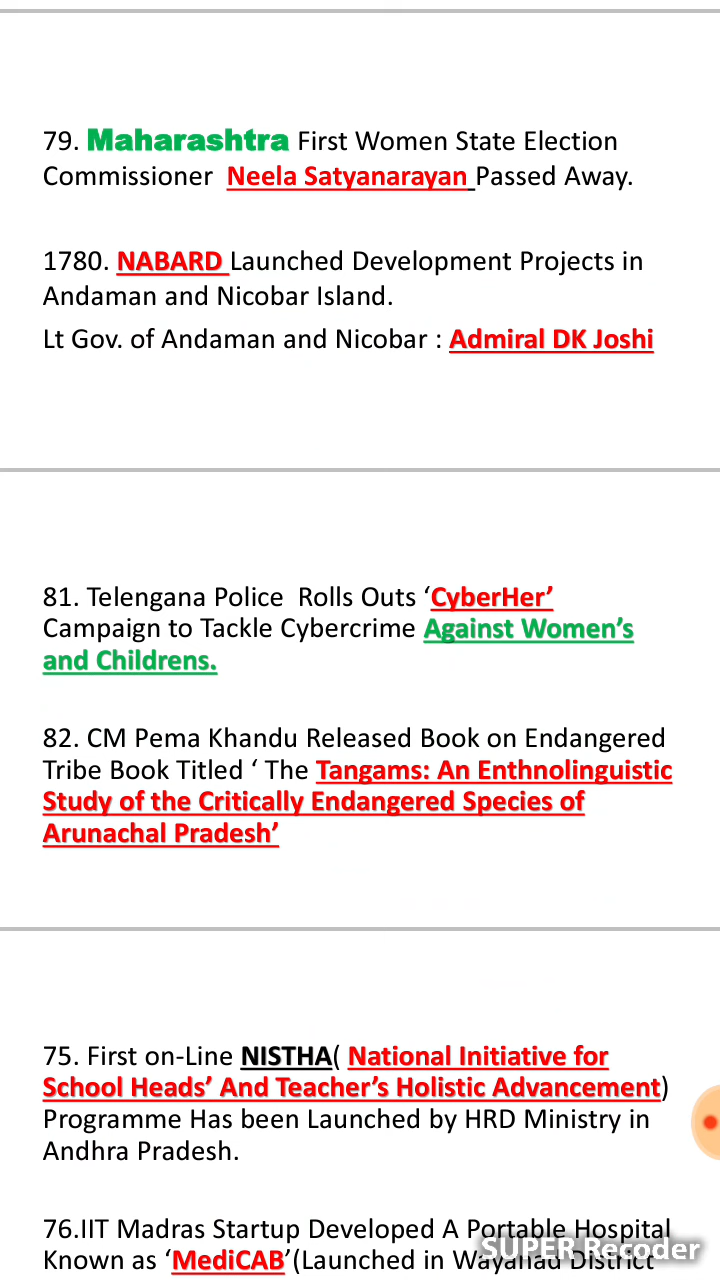 79. Maharashtra First Women State Election
Commissioner Neela Satyanarayan Passed Away.
1780. NABARD Launched Development Projects in
Andaman and Nicobar Island.
Lt Gov. of Andaman and Nicobar : Admiral DK Joshi
81. Telengana Police Rolls Outs ‘CyberHer’
Campaign to Tackle Cybercrime Against Women’s
and Childrens.
82. CM Pema Khandu Released Book on Endangered
Tribe Book Titled ‘ The Tangams: An Enthnolinguistic
Study of the Critically Endangered Species of
Arunachal Pradesh’
75. First on-Line NISTHA( National Initiative for
School Heads’ And Teacher’s Holistic Advancement)
Programme Has been Launched by HRD Ministry in
Andhra Pradesh.
76.IIT Madras Startup Developed A Portable Hospital
Known as ‘MediCAB’(Launched in Wayanad District
SUPER Recoder